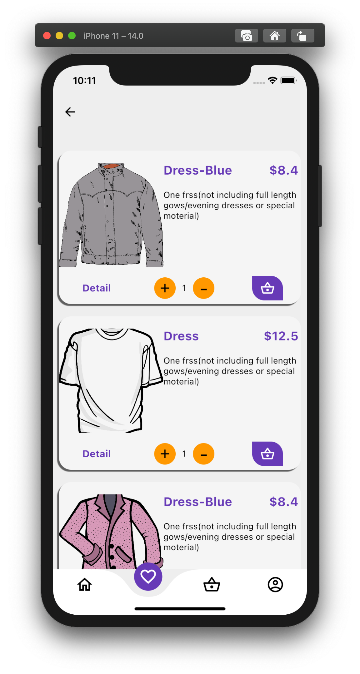 iPhone 11 – 14.0
10:11
Dress-Blue $8.4
One frss(not including full length
gows/evening dresses or special
moterial)
Detail + 1 -
Dress $12.5
One frss(not including full length
gows/evening dresses or special
moterial)
Detail + 1 -
Dress-Blue $8.4
One frss(not including full length
gows/evening dresses or special
moterial)